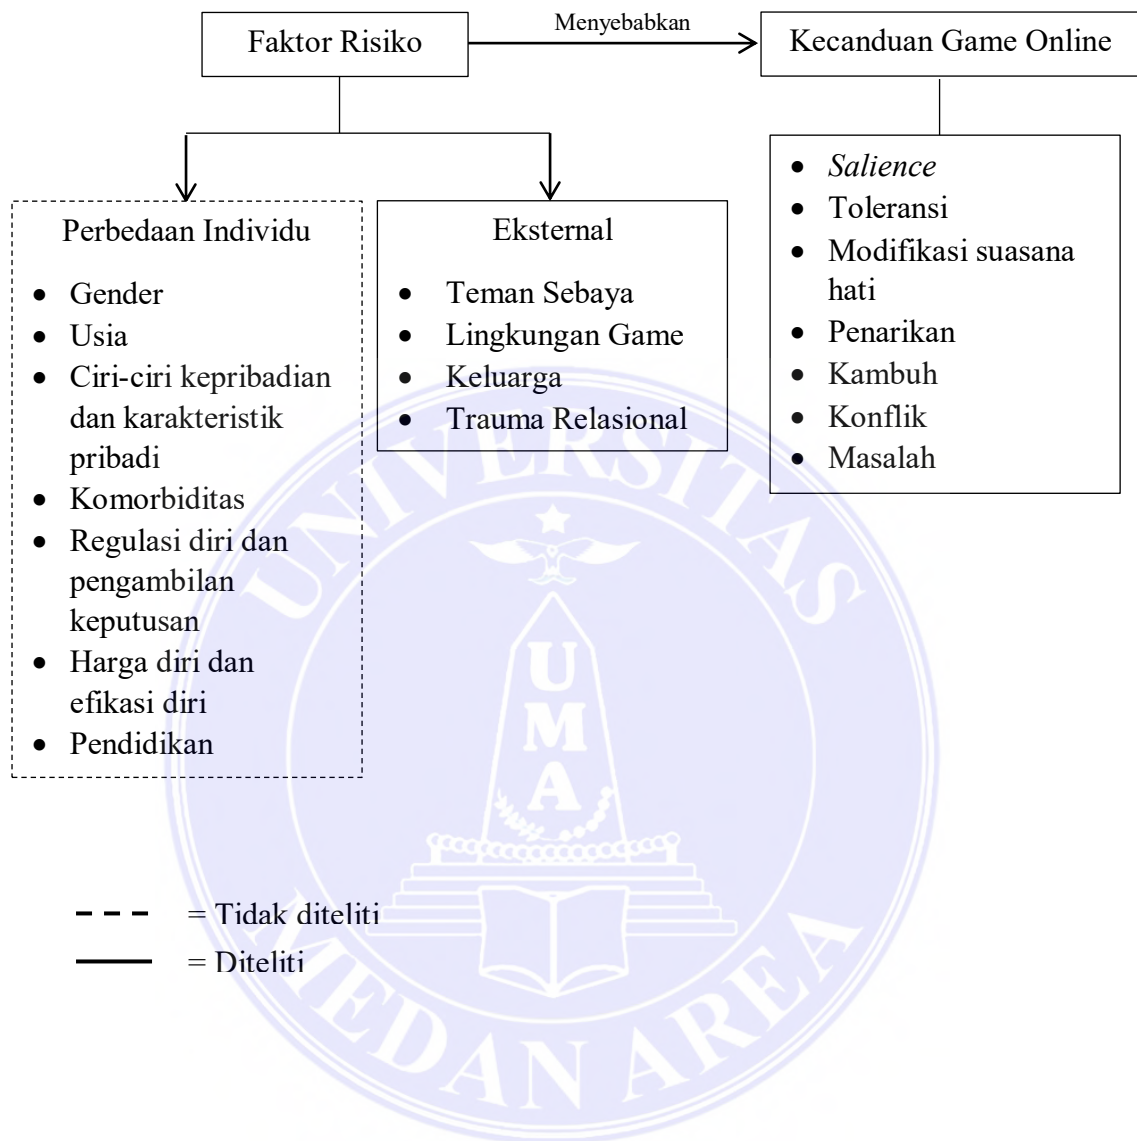 Faktor Risiko
Menyebabkan
Kecanduan Game Online
Perbedaan Individu
• Gender
• Usia
• Ciri-ciri kepribadian
dan karakteristik
pribadi
• Komorbiditas
• Regulasi diri dan
pengambilan
keputusan
• Harga diri dan
efikasi diri
• Pendidikan
Eksternal
• Teman Sebaya
• Lingkungan Game
• Keluarga
• Trauma Relasional
• Salience
• Toleransi
• Modifikasi suasana
hati
• Penarikan
• Kambuh
• Konflik
• Masalah
= Tidak diteliti
= Diteliti
UNIVERSITAS
UMA
MEDAN AREA